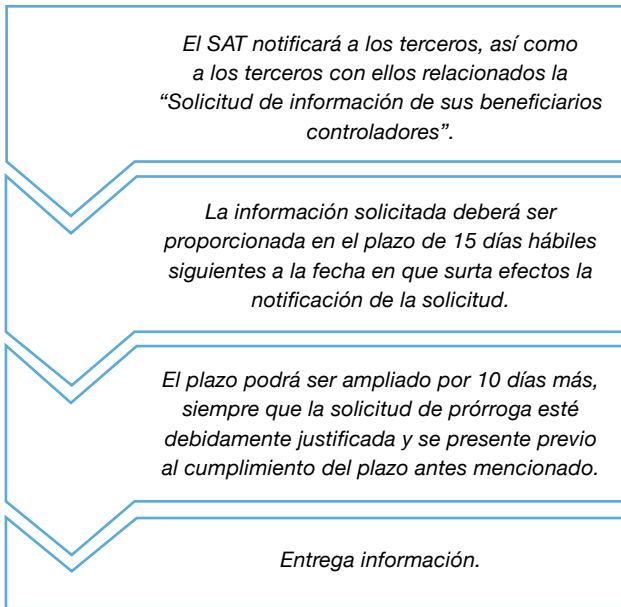 El SAT notificará a los terceros, así como
a los terceros con ellos relacionados la
“Solicitud de información de sus beneficiarios
controladores”.
La información solicitada deberá ser
proporcionada en el plazo de 15 días hábiles
siguientes a la fecha en que surta efectos la
notificación de la solicitud.
El plazo podrá ser ampliado por 10 días más,
siempre que la solicitud de prórroga esté
debidamente justificada y se presente previo
al cumplimiento del plazo antes mencionado.
Entrega información.